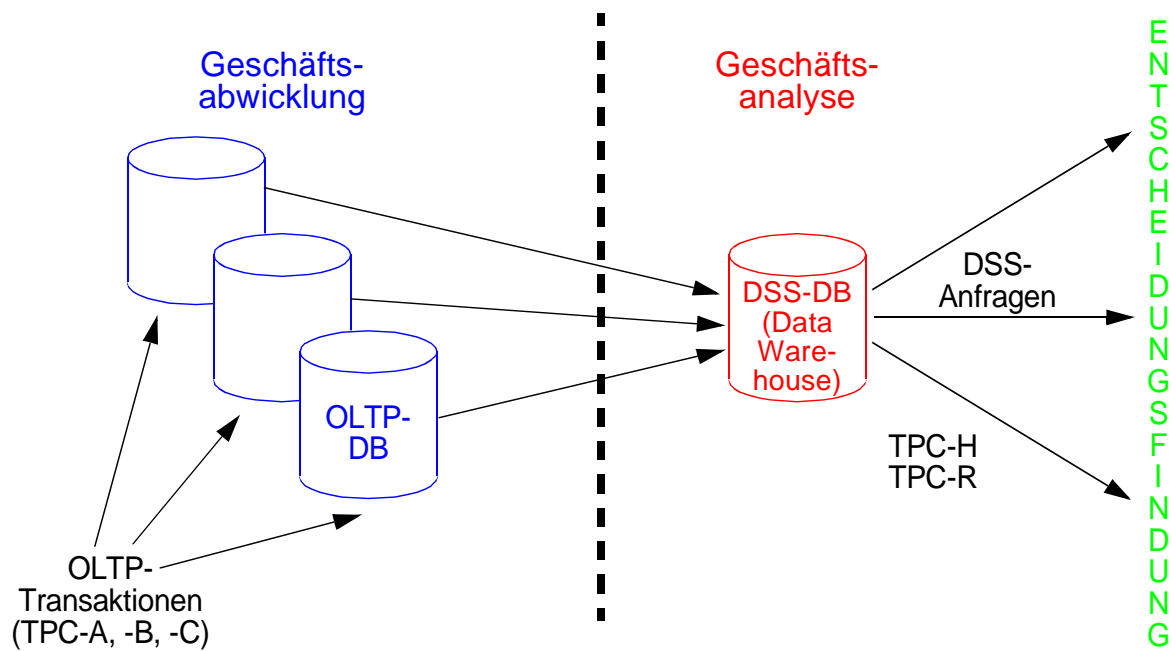 Geschäfts-
abwicklung
Geschäfts-
analyse
OLTP-
DB
DSS-DB
(Data
Ware-
house)
DSS-
Anfragen
TPC-H
TPC-R
OLTP-
Transaktionen
(TPC-A, -B, -C)
E
N
T
S
C
H
E
I
D
U
N
G
S
F
I
N
D
U
N
G